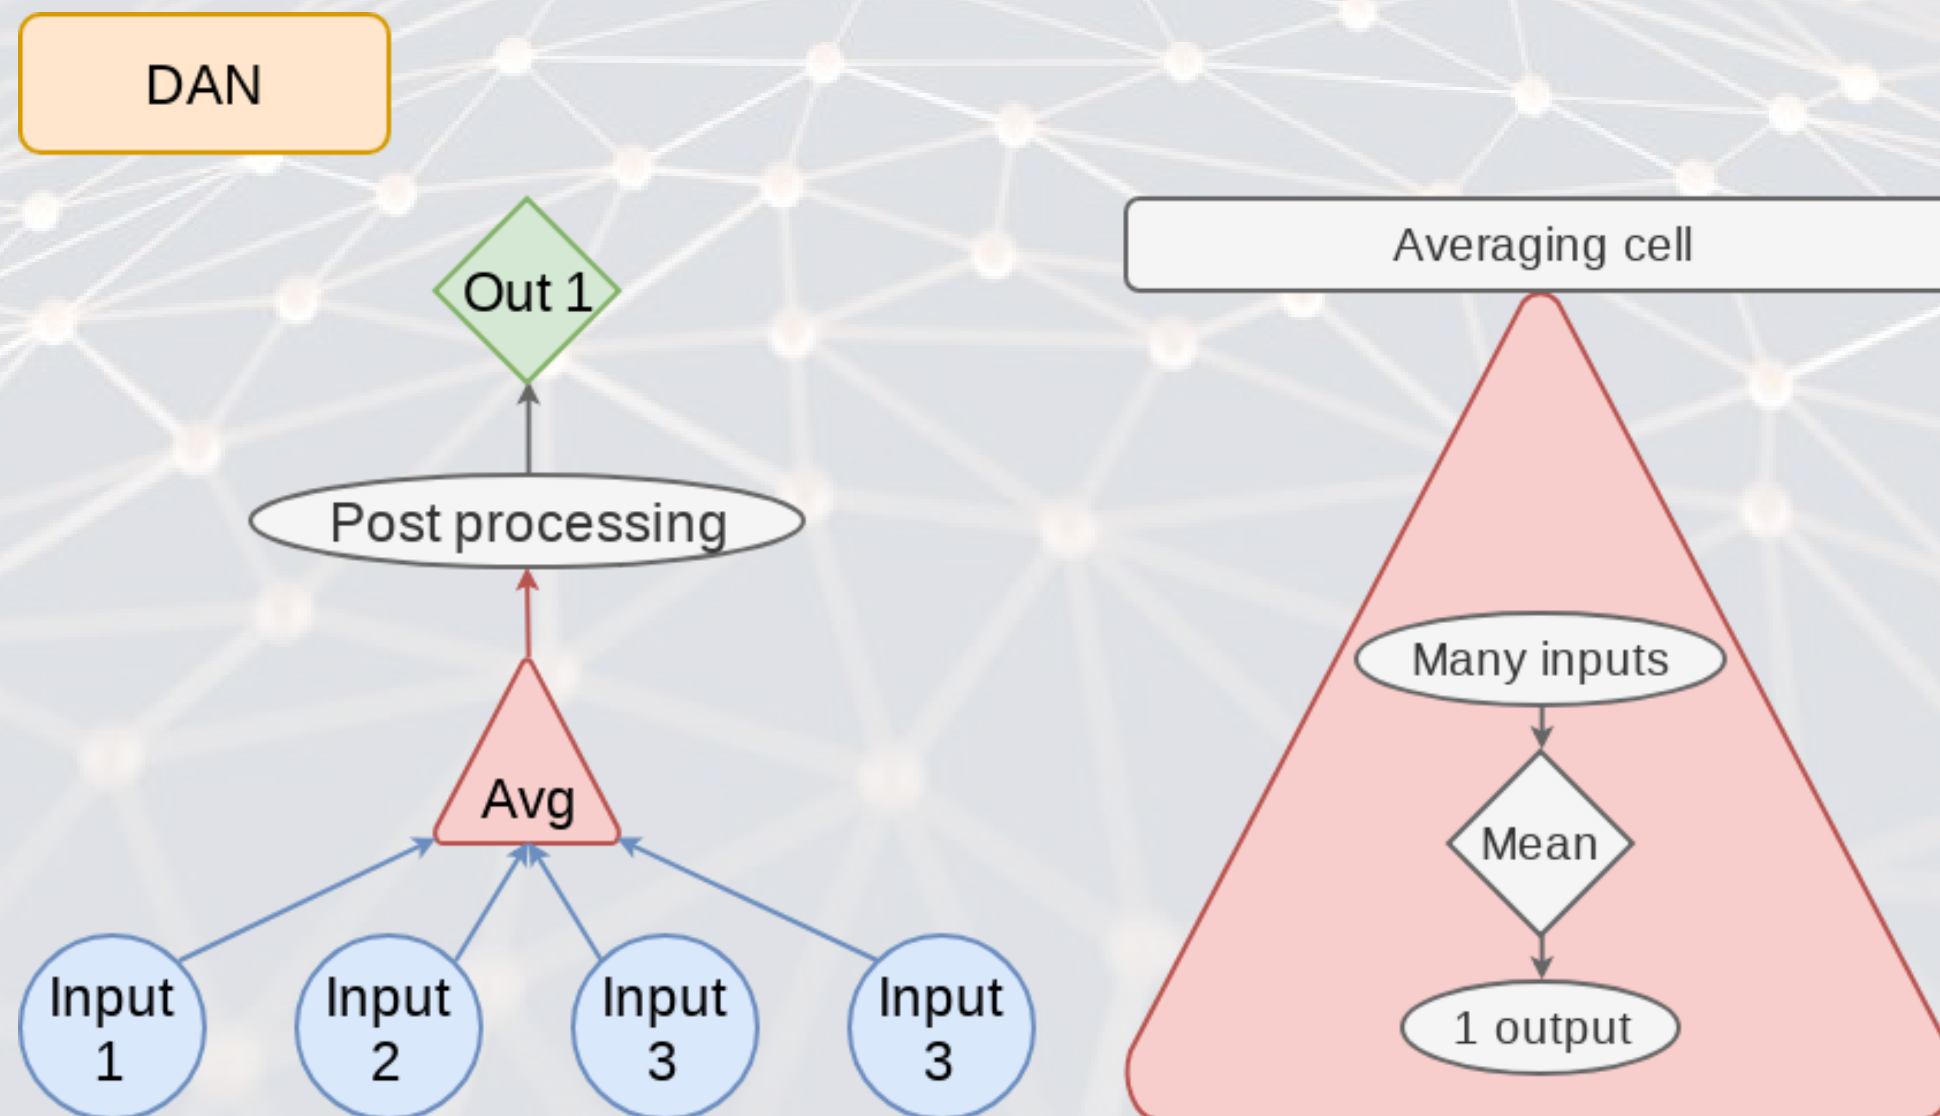 DAN
Out 1
Post processing
Avg
Input
1
Input
2
Input
3
Input
3
Averaging cell
Many inputs
Mean
1 output